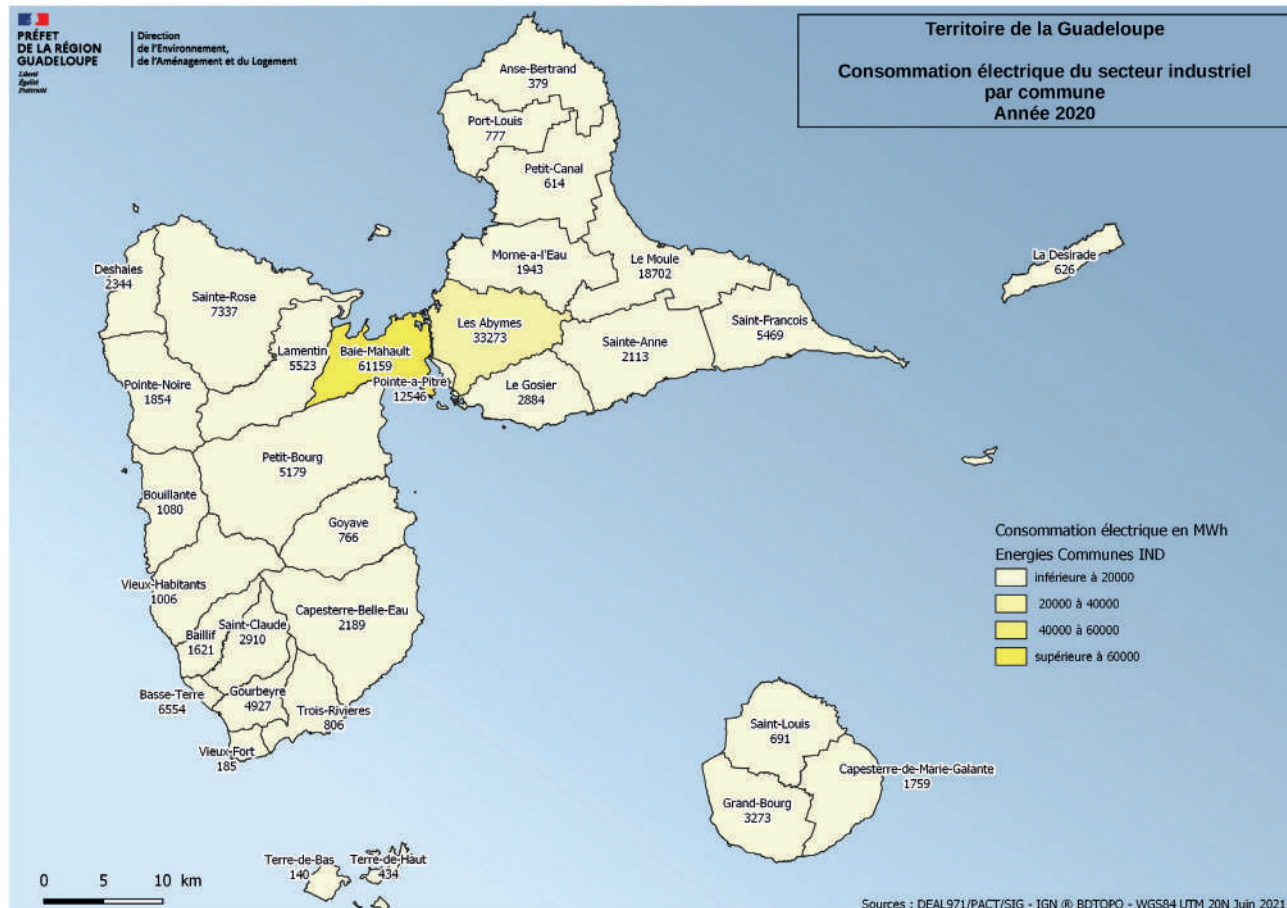 PRÉFET
DE LA RÉGION
GUADELOUPE
Liberté
Égalité
Fraternité
Direction
de l'Environnement,
de l'Aménagement et du Logement
Territoire de la Guadeloupe
Consommation électrique du secteur industriel
par commune
Année 2020
Anse-Bertrand
379
Port-Louis
777
Petit-Canal
614
Morne-a-l'Eau
1943
Le Moule
18702
La Desirade
626
Deshaies
2344
Sainte-Rose
7337
Les Abymes
33273
Saint-Francois
5469
Sainte-Anne
2113
Lamentin
5523
Baie-Mahault
61159
Pointe-a-Pitre
12546
Le Gosier
2884
Pointe-Noire
1854
Petit-Bourg
5179
Bouillante
1080
Goyave
766
Vieux-Habitants
1006
Capesterre-Belle-Eau
2189
Saint-Claude
2910
Baillif
1621
Basse-Terre
6554
Gourbeyre
4927
Trois-Rivieres
806
Vieux-Fort
185
Consommation électrique en MWh
Energies Communes IND
inférieure à 20000
20000 à 40000
40000 à 60000
supérieure à 60000
Saint-Louis
691
Capesterre-de-Marie-Galante
1759
Grand-Bourg
3273
Terre-de-Bas
140
Terre-de-Haut
434
0 5 10 km
Sources : DEAL971/PACT/SIG - IGN ® BDTOPO - WGS84 UTM 20N Juin 2021